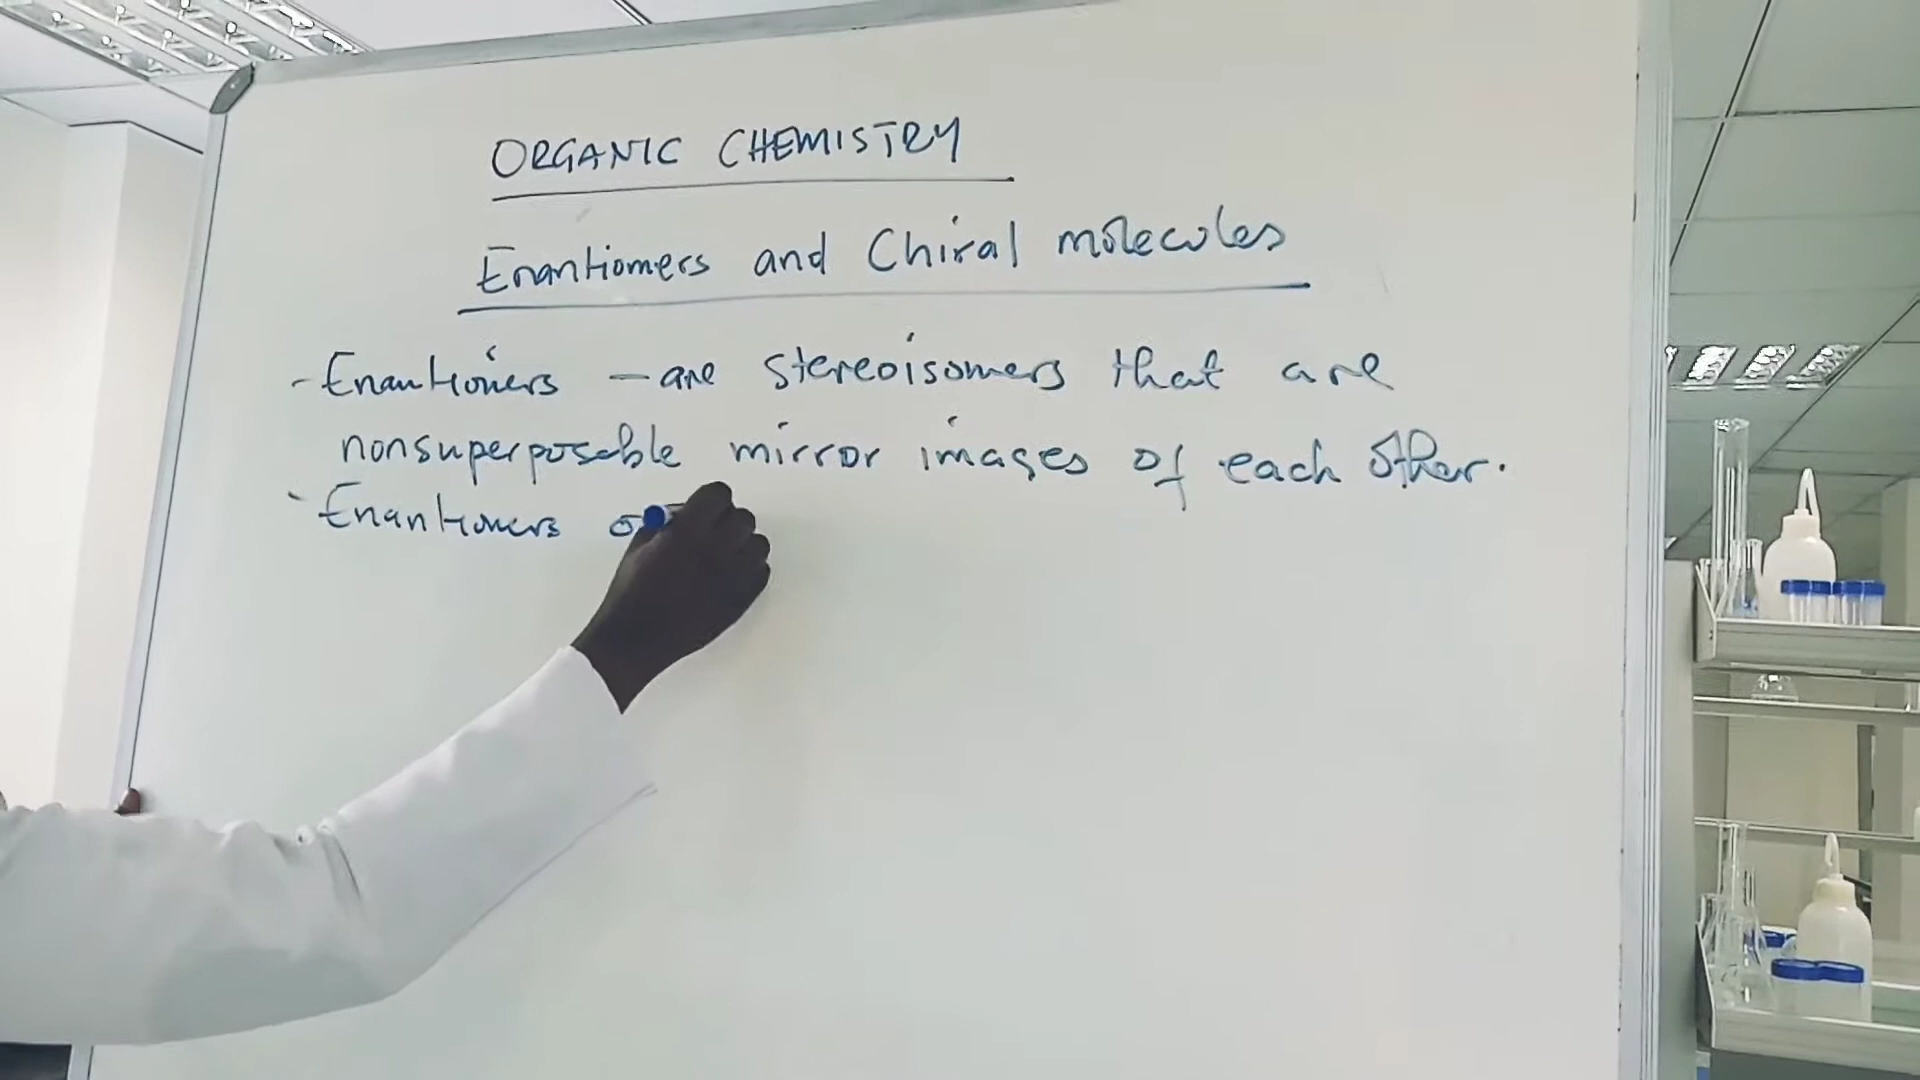 ORGANIC CHEMISTRY
Enantiomers and Chiral molecules
- Enantiomers – are stereoisomers that are
nonsuperposable mirror images of each other.
- Enantiomers